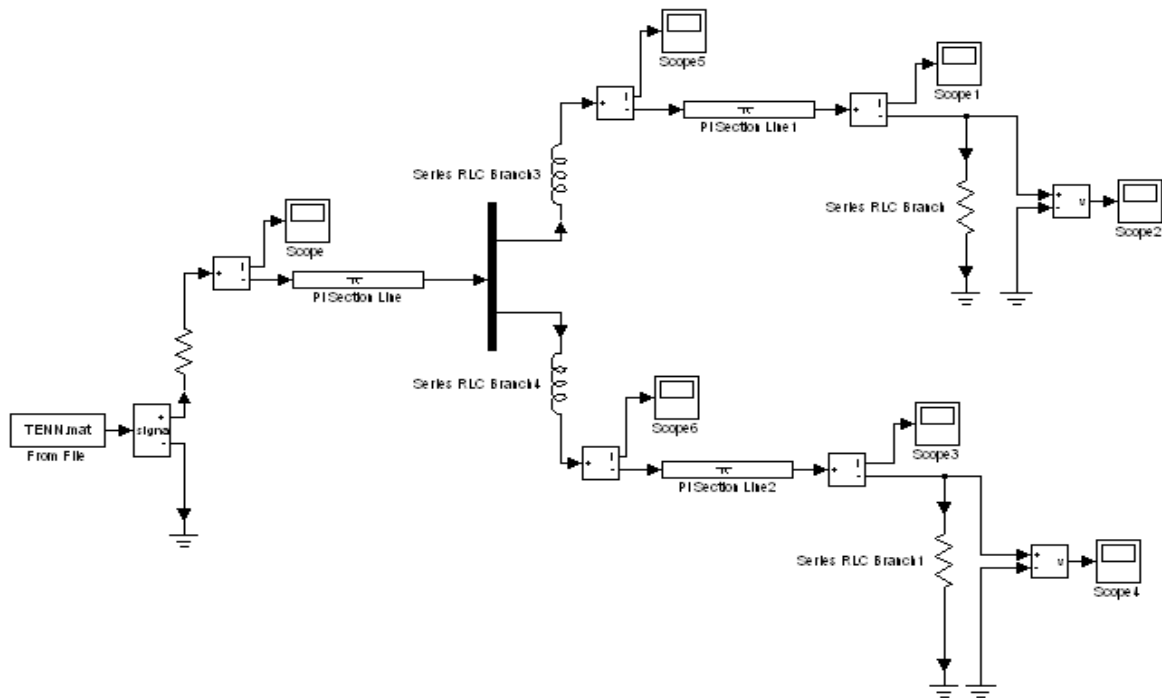 Scope5
Scope1
PI Section Line1
Series RLC Branch3
Series RLC Branch
Scope2
Scope
PI Section Line
Series RLC Branch4
Scope6
TENN.mat
From File
signa
Scope3
PI Section Line2
Series RLC Branch1
Scope4